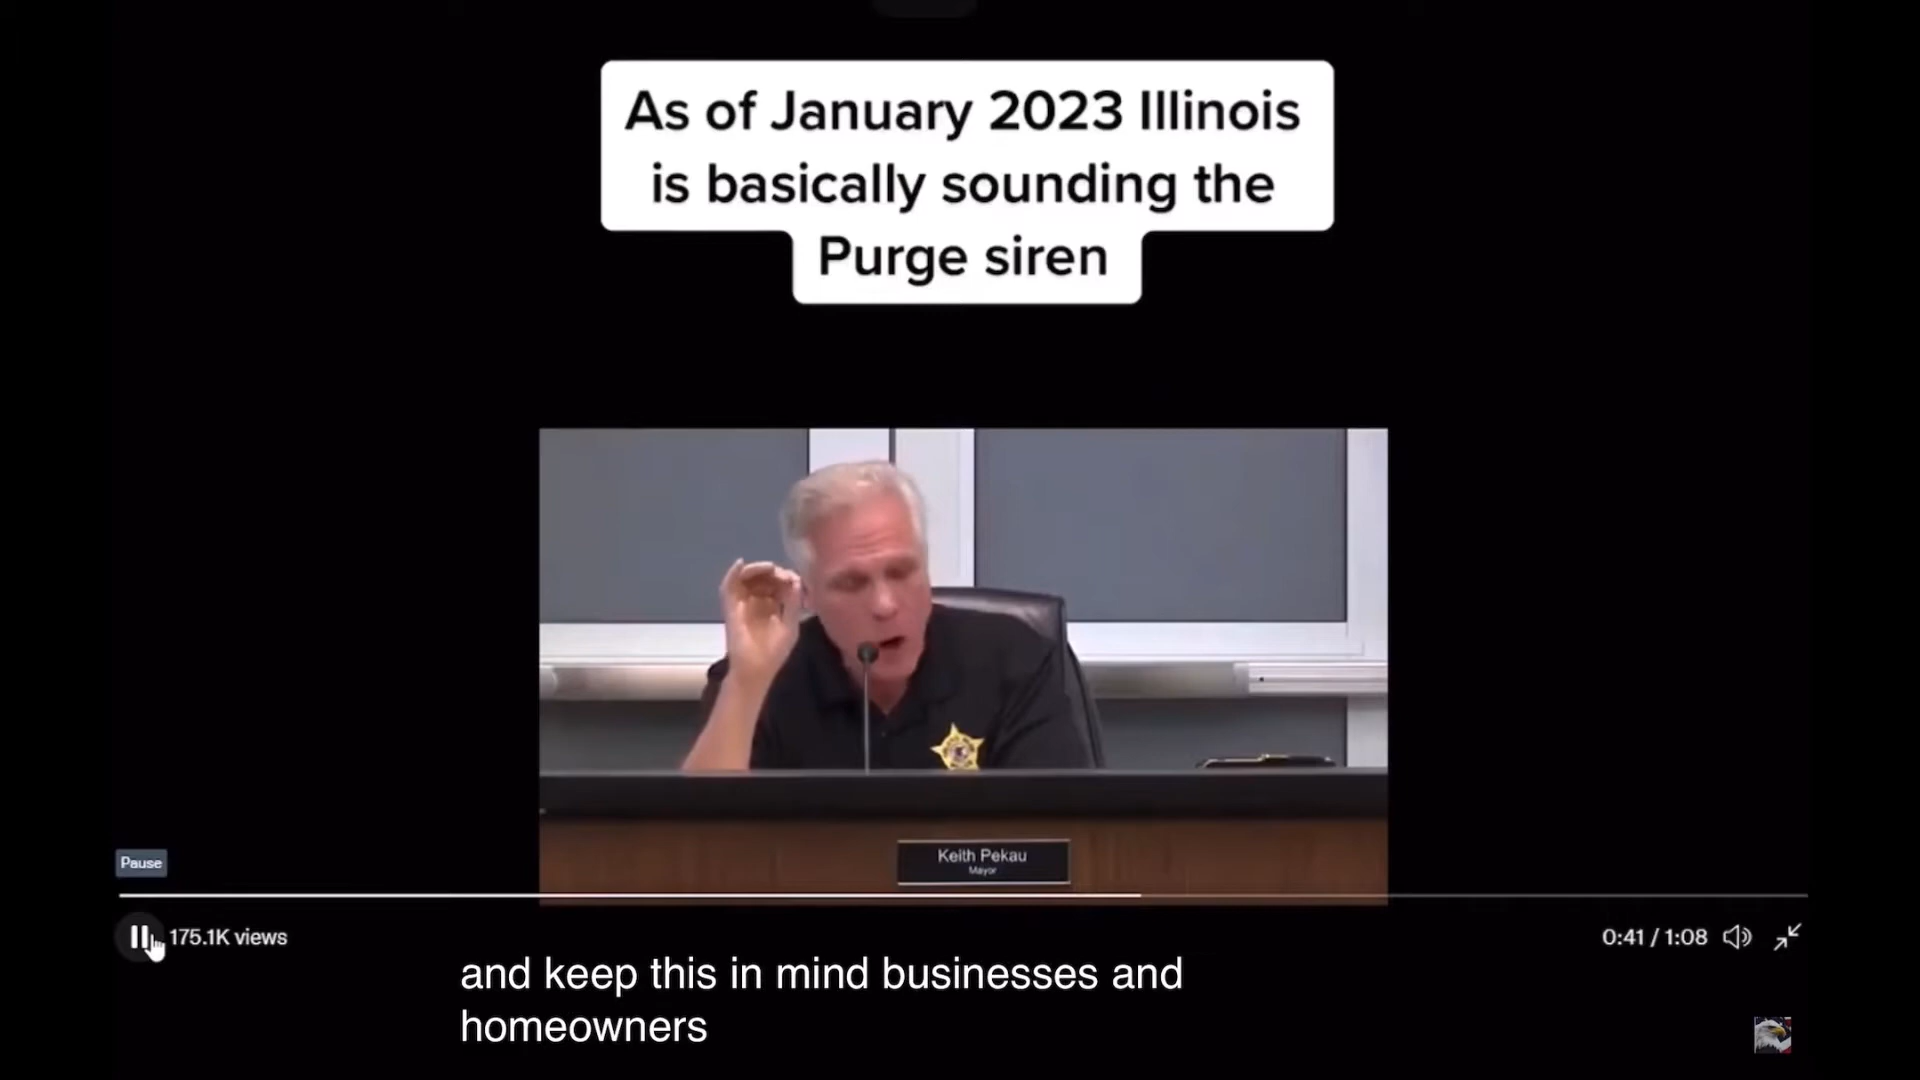 As of January 2023 Illinois
is basically sounding the
Purge siren
Keith Pekau
Mayor
Pause
175.1K views
0:41 / 1:08
and keep this in mind businesses and
homeowners